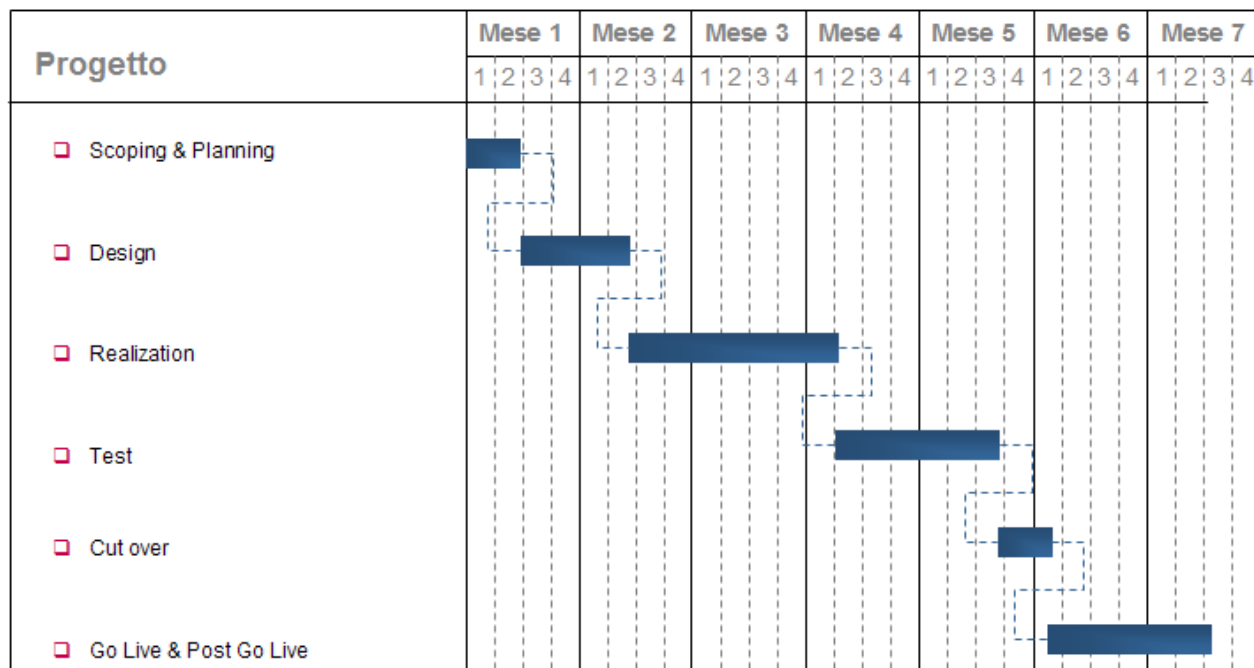 Progetto
Mese 1 Mese 2 Mese 3 Mese 4 Mese 5 Mese 6 Mese 7
1 2 3 4 1 2 3 4 1 2 3 4 1 2 3 4 1 2 3 4 1 2 3 4 1 2 3 4
Scoping & Planning
Design
Realization
Test
Cut over
Go Live & Post Go Live